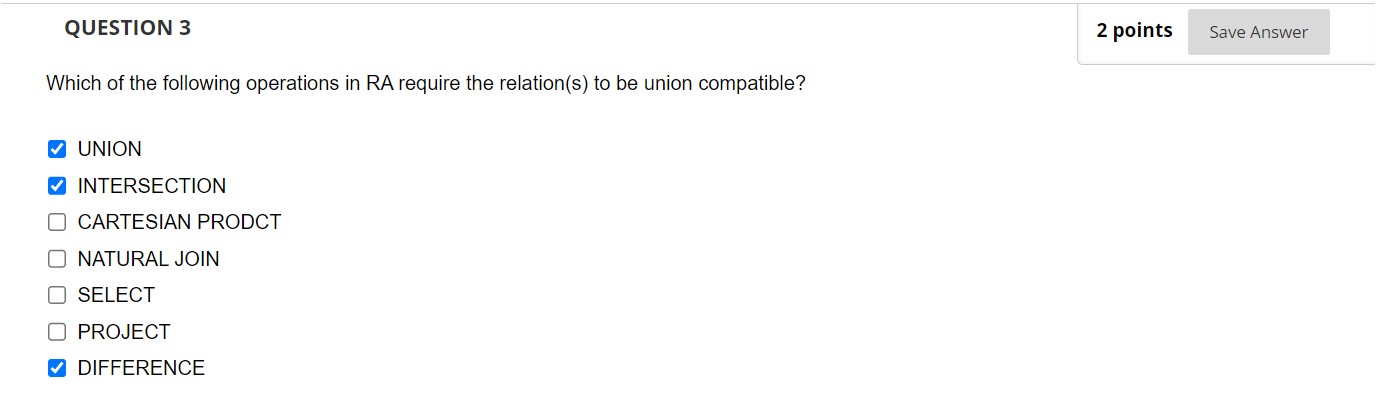 QUESTION 3
2 points
Save Answer
Which of the following operations in RA require the relation(s) to be union compatible?
UNION
INTERSECTION
CARTESIAN PRODCT
NATURAL JOIN
SELECT
PROJECT
DIFFERENCE